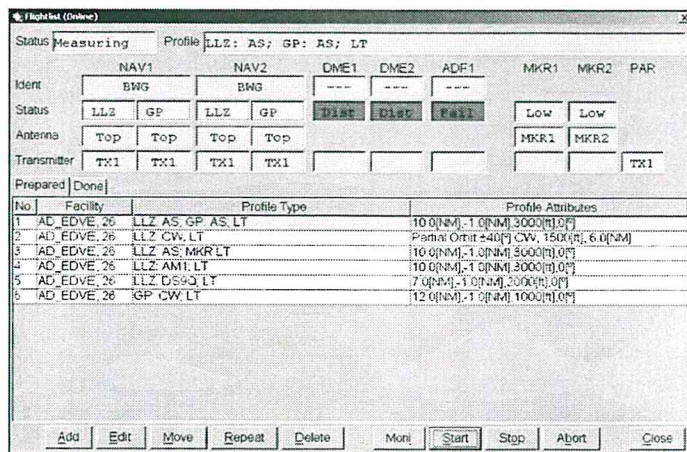 Flightlist (Online)
Status Measuring Profile LLZ: AS; GP: AS; LT
NAV1 NAV2 DME1 DME2 ADF1 MKR1 MKR2 PAR
Ident BWG BWG --- --- ---
Status LLZ GP LLZ GP Dist Dist Fail Low Low
Antenna Top Top Top Top MKR1 MKR2
Transmitter TX1 TX1 TX1 TX1 TX1
Prepared Done
No. Facility Profile Type Profile Attributes
1 AD_EDVE, 26 LLZ: AS; GP: AS; LT 10.0[NM],-1.0[NM],3000[ft],0[°]
2 AD_EDVE, 26 LLZ: CW; LT Partial Orbit ±40[°] CW, 1500[ft], 6.0[NM]
3 AD_EDVE, 26 LLZ: AS; MKR LT 10.0[NM],-1.0[NM],3000[ft],0[°]
4 AD_EDVE, 26 LLZ: AM1; LT 10.0[NM],-1.0[NM],3000[ft],0[°]
5 AD_EDVE, 26 LLZ: DS9Q; LT 7.0[NM],-1.0[NM],2000[ft],0[°]
6 AD_EDVE, 26 GP: CW; LT 12.0[NM],-1.0[NM],1000[ft],0[°]
Add Edit Move Repeat Delete Moni Start Stop Abort Close